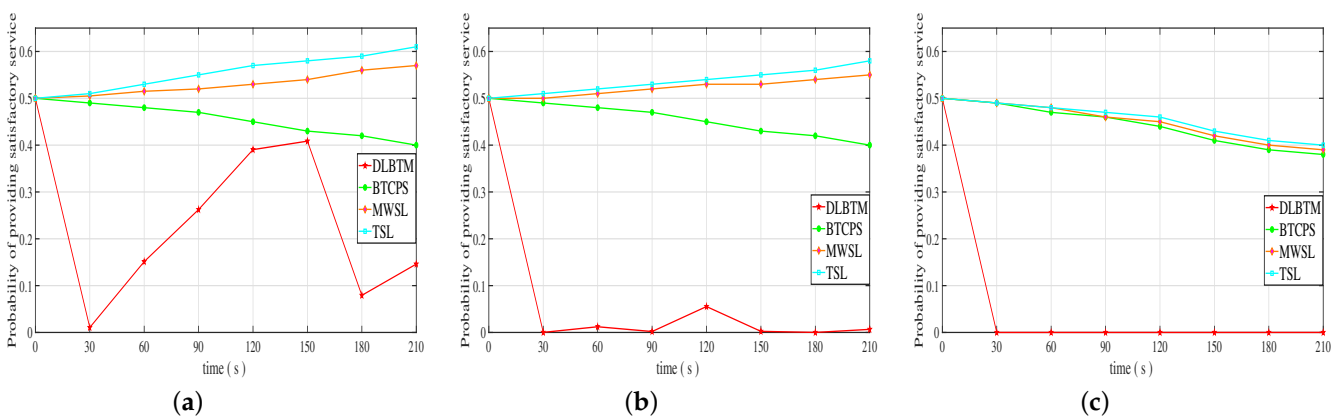 Probability of providing satisfactory service
0.6
0.5
0.4
0.3
0.2
0.1
0
0 30 60 90 120 150 180 210
time ( s )
DLBTM
BTCPS
MWSL
TSL
(a)
Probability of providing satisfactory service
0.6
0.5
0.4
0.3
0.2
0.1
0
0 30 60 90 120 150 180 210
time ( s )
DLBTM
BTCPS
MWSL
TSL
(b)
Probability of providing satisfactory service
0.6
0.5
0.4
0.3
0.2
0.1
0
0 30 60 90 120 150 180 210
time ( s )
DLBTM
BTCPS
MWSL
TSL
(c)